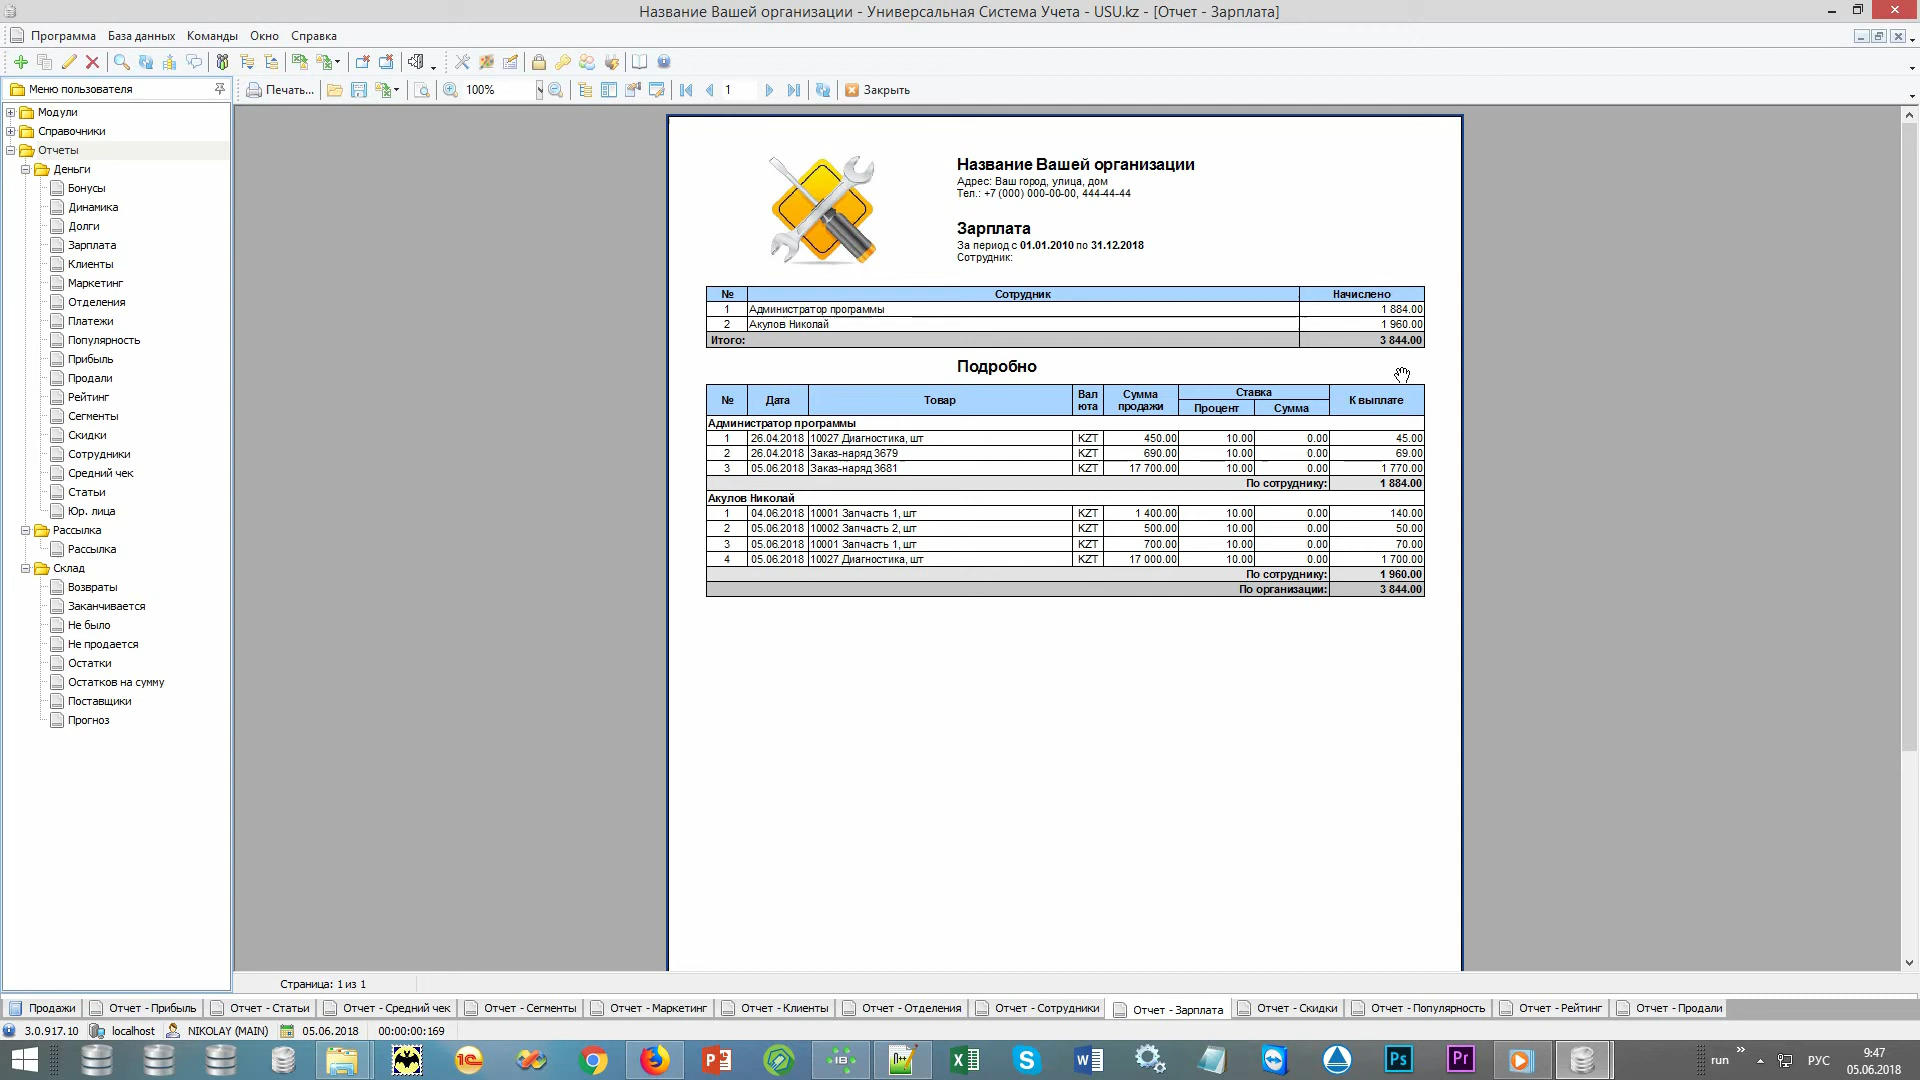 Название Вашей организации - Универсальная Система Учета - USU.kz - [Отчет - Зарплата]
Программа База данных Команды Окно Справка
Меню пользователя
Печать... 100% 1 Закрыть
Модули
Справочники
Отчеты
Деньги
Бонусы
Динамика
Долги
Зарплата
Клиенты
Маркетинг
Отделения
Платежи
Популярность
Прибыль
Продали
Рейтинг
Сегменты
Скидки
Сотрудники
Средний чек
Статьи
Юр. лица
Рассылка
Рассылка
Склад
Возвраты
Заканчивается
Не было
Не продается
Остатки
Остатков на сумму
Поставщики
Прогноз
Название Вашей организации
Адрес: Ваш город, улица, дом
Тел.: +7 (000) 000-00-00, 444-44-44
Зарплата
За период с 01.01.2010 по 31.12.2018
Сотрудник:
№ Сотрудник Начислено
1 Администратор программы 1 884.00
2 Акулов Николай 1 960.00
Итого: 3 844.00
Подробно
№ Дата Товар Вал юта Сумма продажи Ставка К выплате
Процент Сумма
Администратор программы
1 26.04.2018 10027 Диагностика, шт KZT 450.00 10.00 0.00 45.00
2 26.04.2018 Заказ-наряд 3679 KZT 690.00 10.00 0.00 69.00
3 05.06.2018 Заказ-наряд 3681 KZT 17 700.00 10.00 0.00 1 770.00
По сотруднику: 1 884.00
Акулов Николай
1 04.06.2018 10001 Запчасть 1, шт KZT 1 400.00 10.00 0.00 140.00
2 05.06.2018 10002 Запчасть 2, шт KZT 500.00 10.00 0.00 50.00
3 05.06.2018 10001 Запчасть 1, шт KZT 700.00 10.00 0.00 70.00
4 05.06.2018 10027 Диагностика, шт KZT 17 000.00 10.00 0.00 1 700.00
По сотруднику: 1 960.00
По организации: 3 844.00
Страница: 1 из 1
Продажи Отчет - Прибыль Отчет - Статьи Отчет - Средний чек Отчет - Сегменты Отчет - Маркетинг Отчет - Клиенты Отчет - Отделения Отчет - Сотрудники Отчет - Зарплата Отчет - Скидки Отчет - Популярность Отчет - Рейтинг Отчет - Продали
3.0.917.10 localhost NIKOLAY (MAIN) 05.06.2018 00:00:00:169
run РУС 9:47
05.06.2018